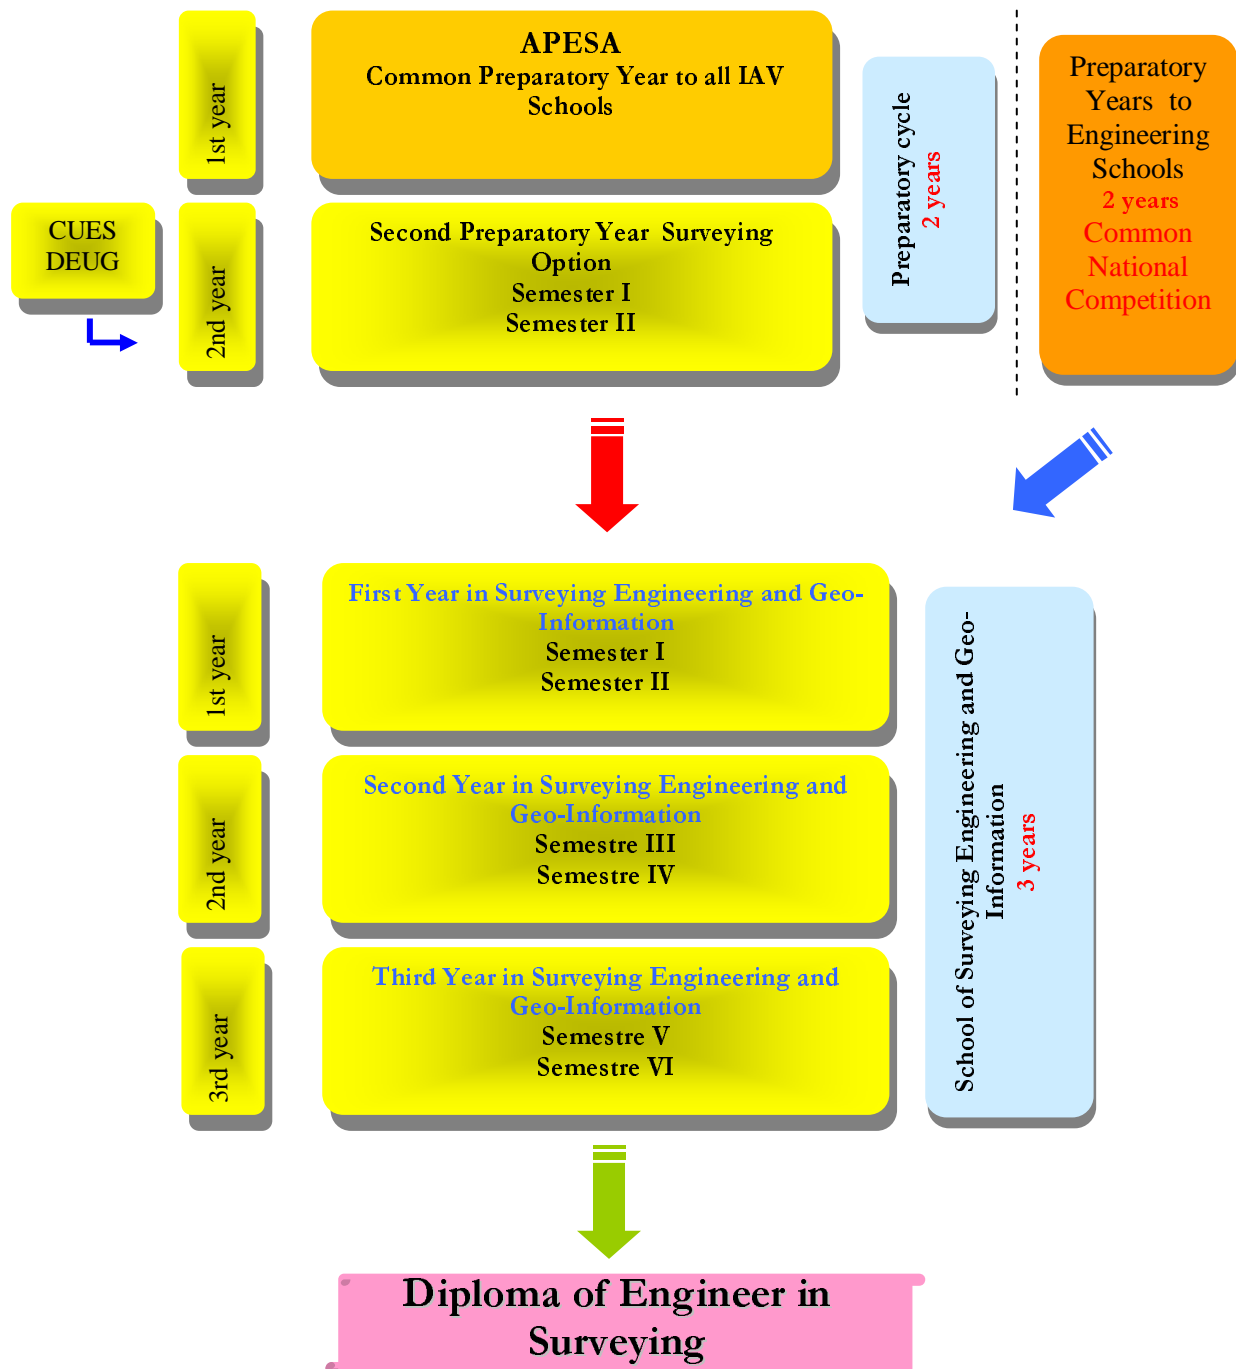 1st year
APESA
Common Preparatory Year to all IAV
Schools
Preparatory cycle
2 years
Preparatory
Years to
Engineering
Schools
2 years
Common
National
Competition
CUES
DEUG
2nd year
Second Preparatory Year Surveying
Option
Semester I
Semester II
1st year
First Year in Surveying Engineering and Geo-
Information
Semester I
Semester II
School of Surveying Engineering and Geo-
Information
3 years
2nd year
Second Year in Surveying Engineering and
Geo-Information
Semestre III
Semestre IV
3rd year
Third Year in Surveying Engineering and
Geo-Information
Semestre V
Semestre VI
Diploma of Engineer in
Surveying